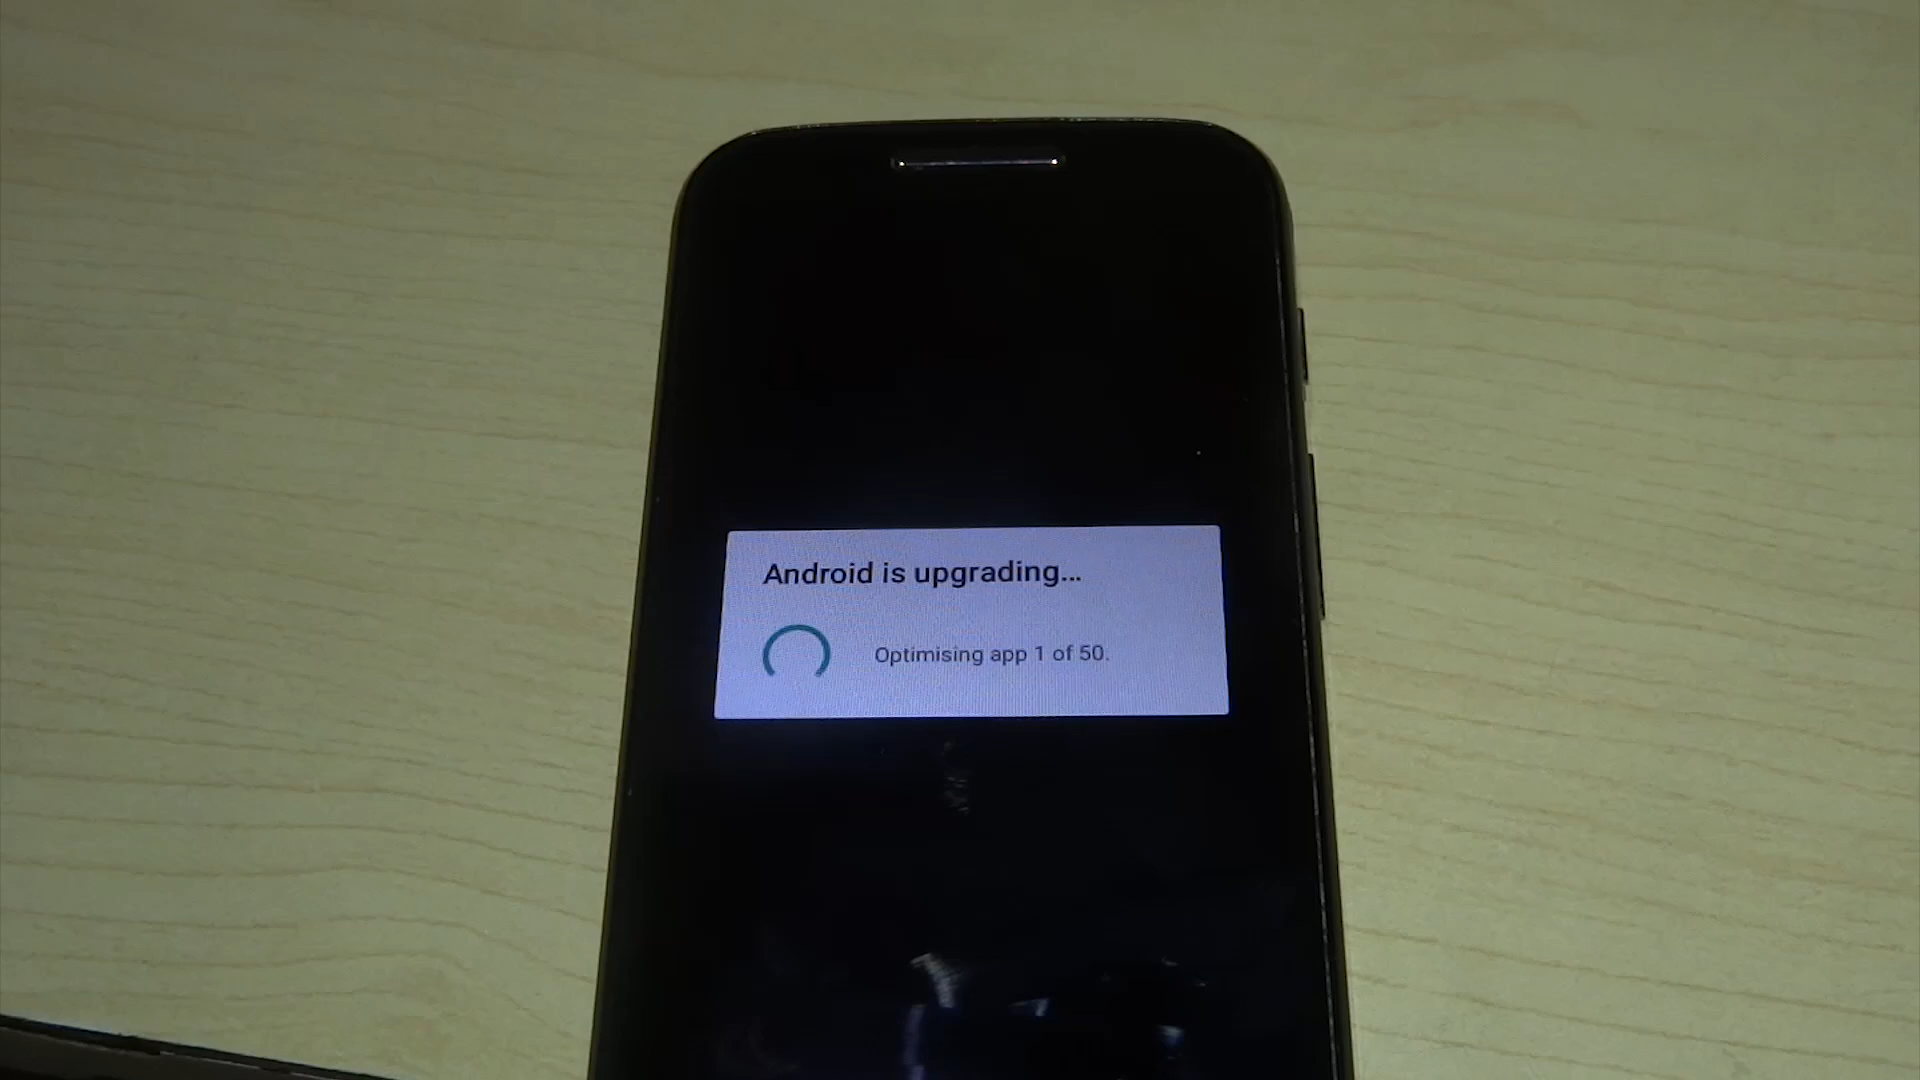 Android is upgrading...
Optimising app 1 of 50.